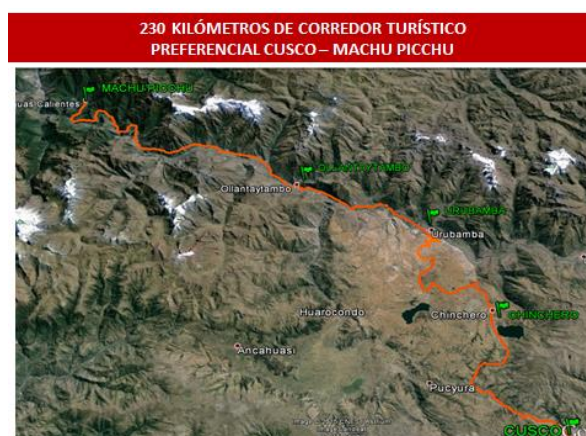 230 KILÓMETROS DE CORREDOR TURÍSTICO
PREFERENCIAL CUSCO – MACHU PICCHU
MACHU PICCHU
uas Calientes
OLLANTAYTAMBO
Ollantaytambo
URUBAMBA
Urubamba
Huarocondo
Chinchero
CHINCHERO
Ancahuasi
Pucyura
CUSCO